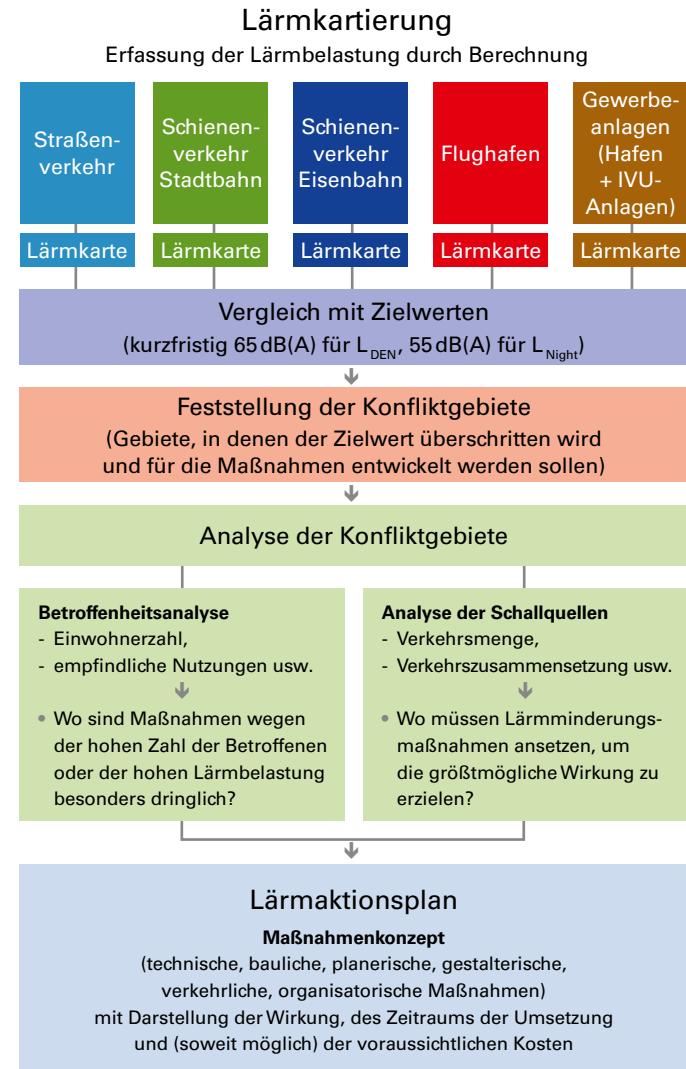 Lärmkartierung
Erfassung der Lärmbelastung durch Berechnung
Straßen-
verkehr
Schienen-
verkehr
Stadtbahn
Schienen-
verkehr
Eisenbahn
Flughafen
Gewerbe-
anlagen
(Hafen
+ IVU-
Anlagen)
Lärmkarte
Lärmkarte
Lärmkarte
Lärmkarte
Lärmkarte
Vergleich mit Zielwerten
(kurzfristig 65 dB(A) für L DEN, 55 dB(A) für L Night)
Feststellung der Konfliktgebiete
(Gebiete, in denen der Zielwert überschritten wird
und für die Maßnahmen entwickelt werden sollen)
Analyse der Konfliktgebiete
Betroffenheitsanalyse
- Einwohnerzahl,
- empfindliche Nutzungen usw.
• Wo sind Maßnahmen wegen
der hohen Zahl der Betroffenen
oder der hohen Lärmbelastung
besonders dringlich?
Analyse der Schallquellen
- Verkehrsmenge,
- Verkehrszusammensetzung usw.
• Wo müssen Lärmminderungs-
maßnahmen ansetzen, um
die größtmögliche Wirkung zu
erzielen?
Lärmaktionsplan
Maßnahmenkonzept
(technische, bauliche, planerische, gestalterische,
verkehrliche, organisatorische Maßnahmen)
mit Darstellung der Wirkung, des Zeitraums der Umsetzung
und (soweit möglich) der voraussichtlichen Kosten